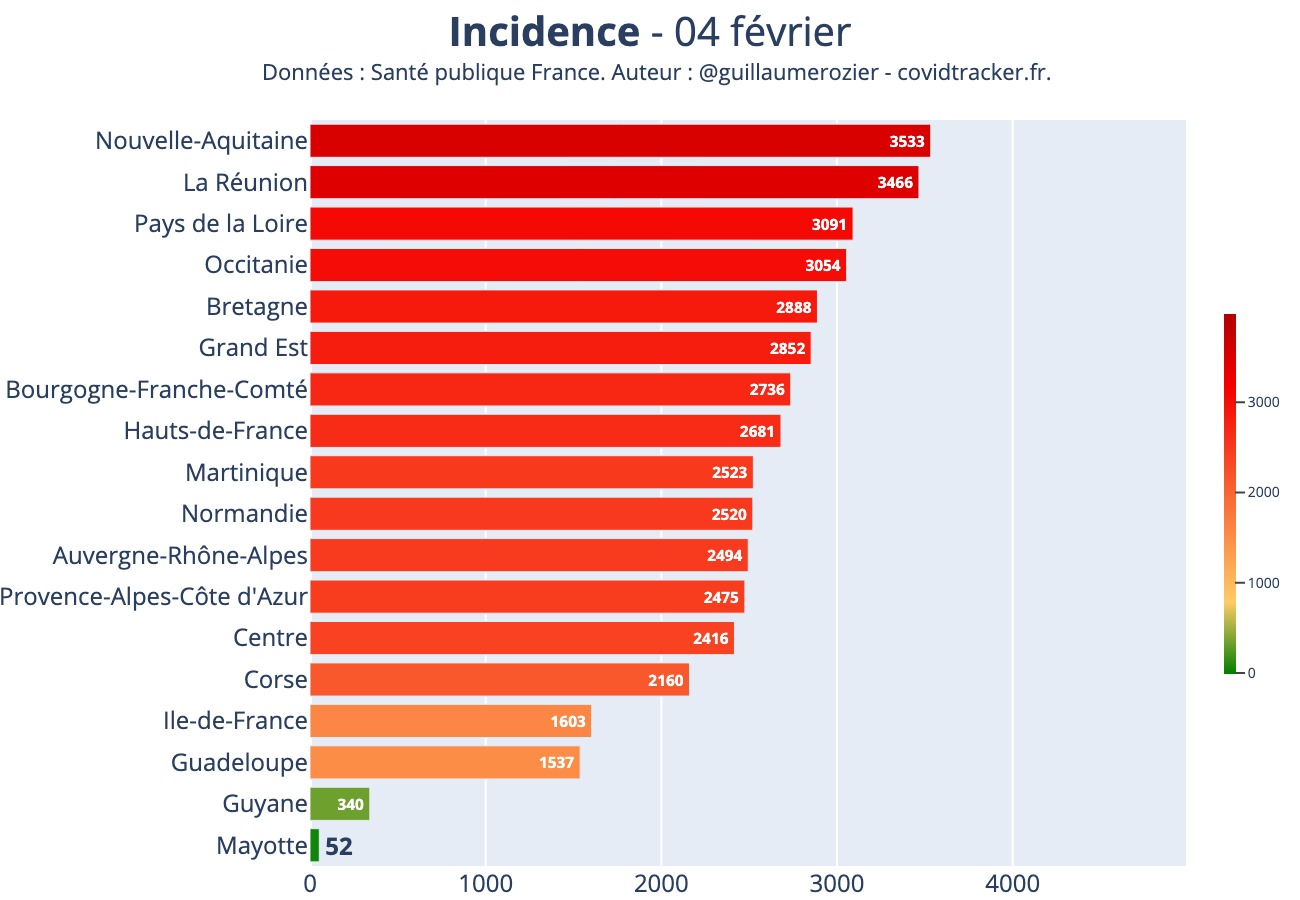 Incidence - 04 février
Données : Santé publique France. Auteur : @guillaumerozier - covidtracker.fr.
Nouvelle-Aquitaine 3533
La Réunion 3466
Pays de la Loire 3091
Occitanie 3054
Bretagne 2888
Grand Est 2852
Bourgogne-Franche-Comté 2736
Hauts-de-France 2681
Martinique 2523
Normandie 2520
Auvergne-Rhône-Alpes 2494
Provence-Alpes-Côte d'Azur 2475
Centre 2416
Corse 2160
Ile-de-France 1603
Guadeloupe 1537
Guyane 340
Mayotte 52
0 1000 2000 3000 4000
3000
2000
1000
0